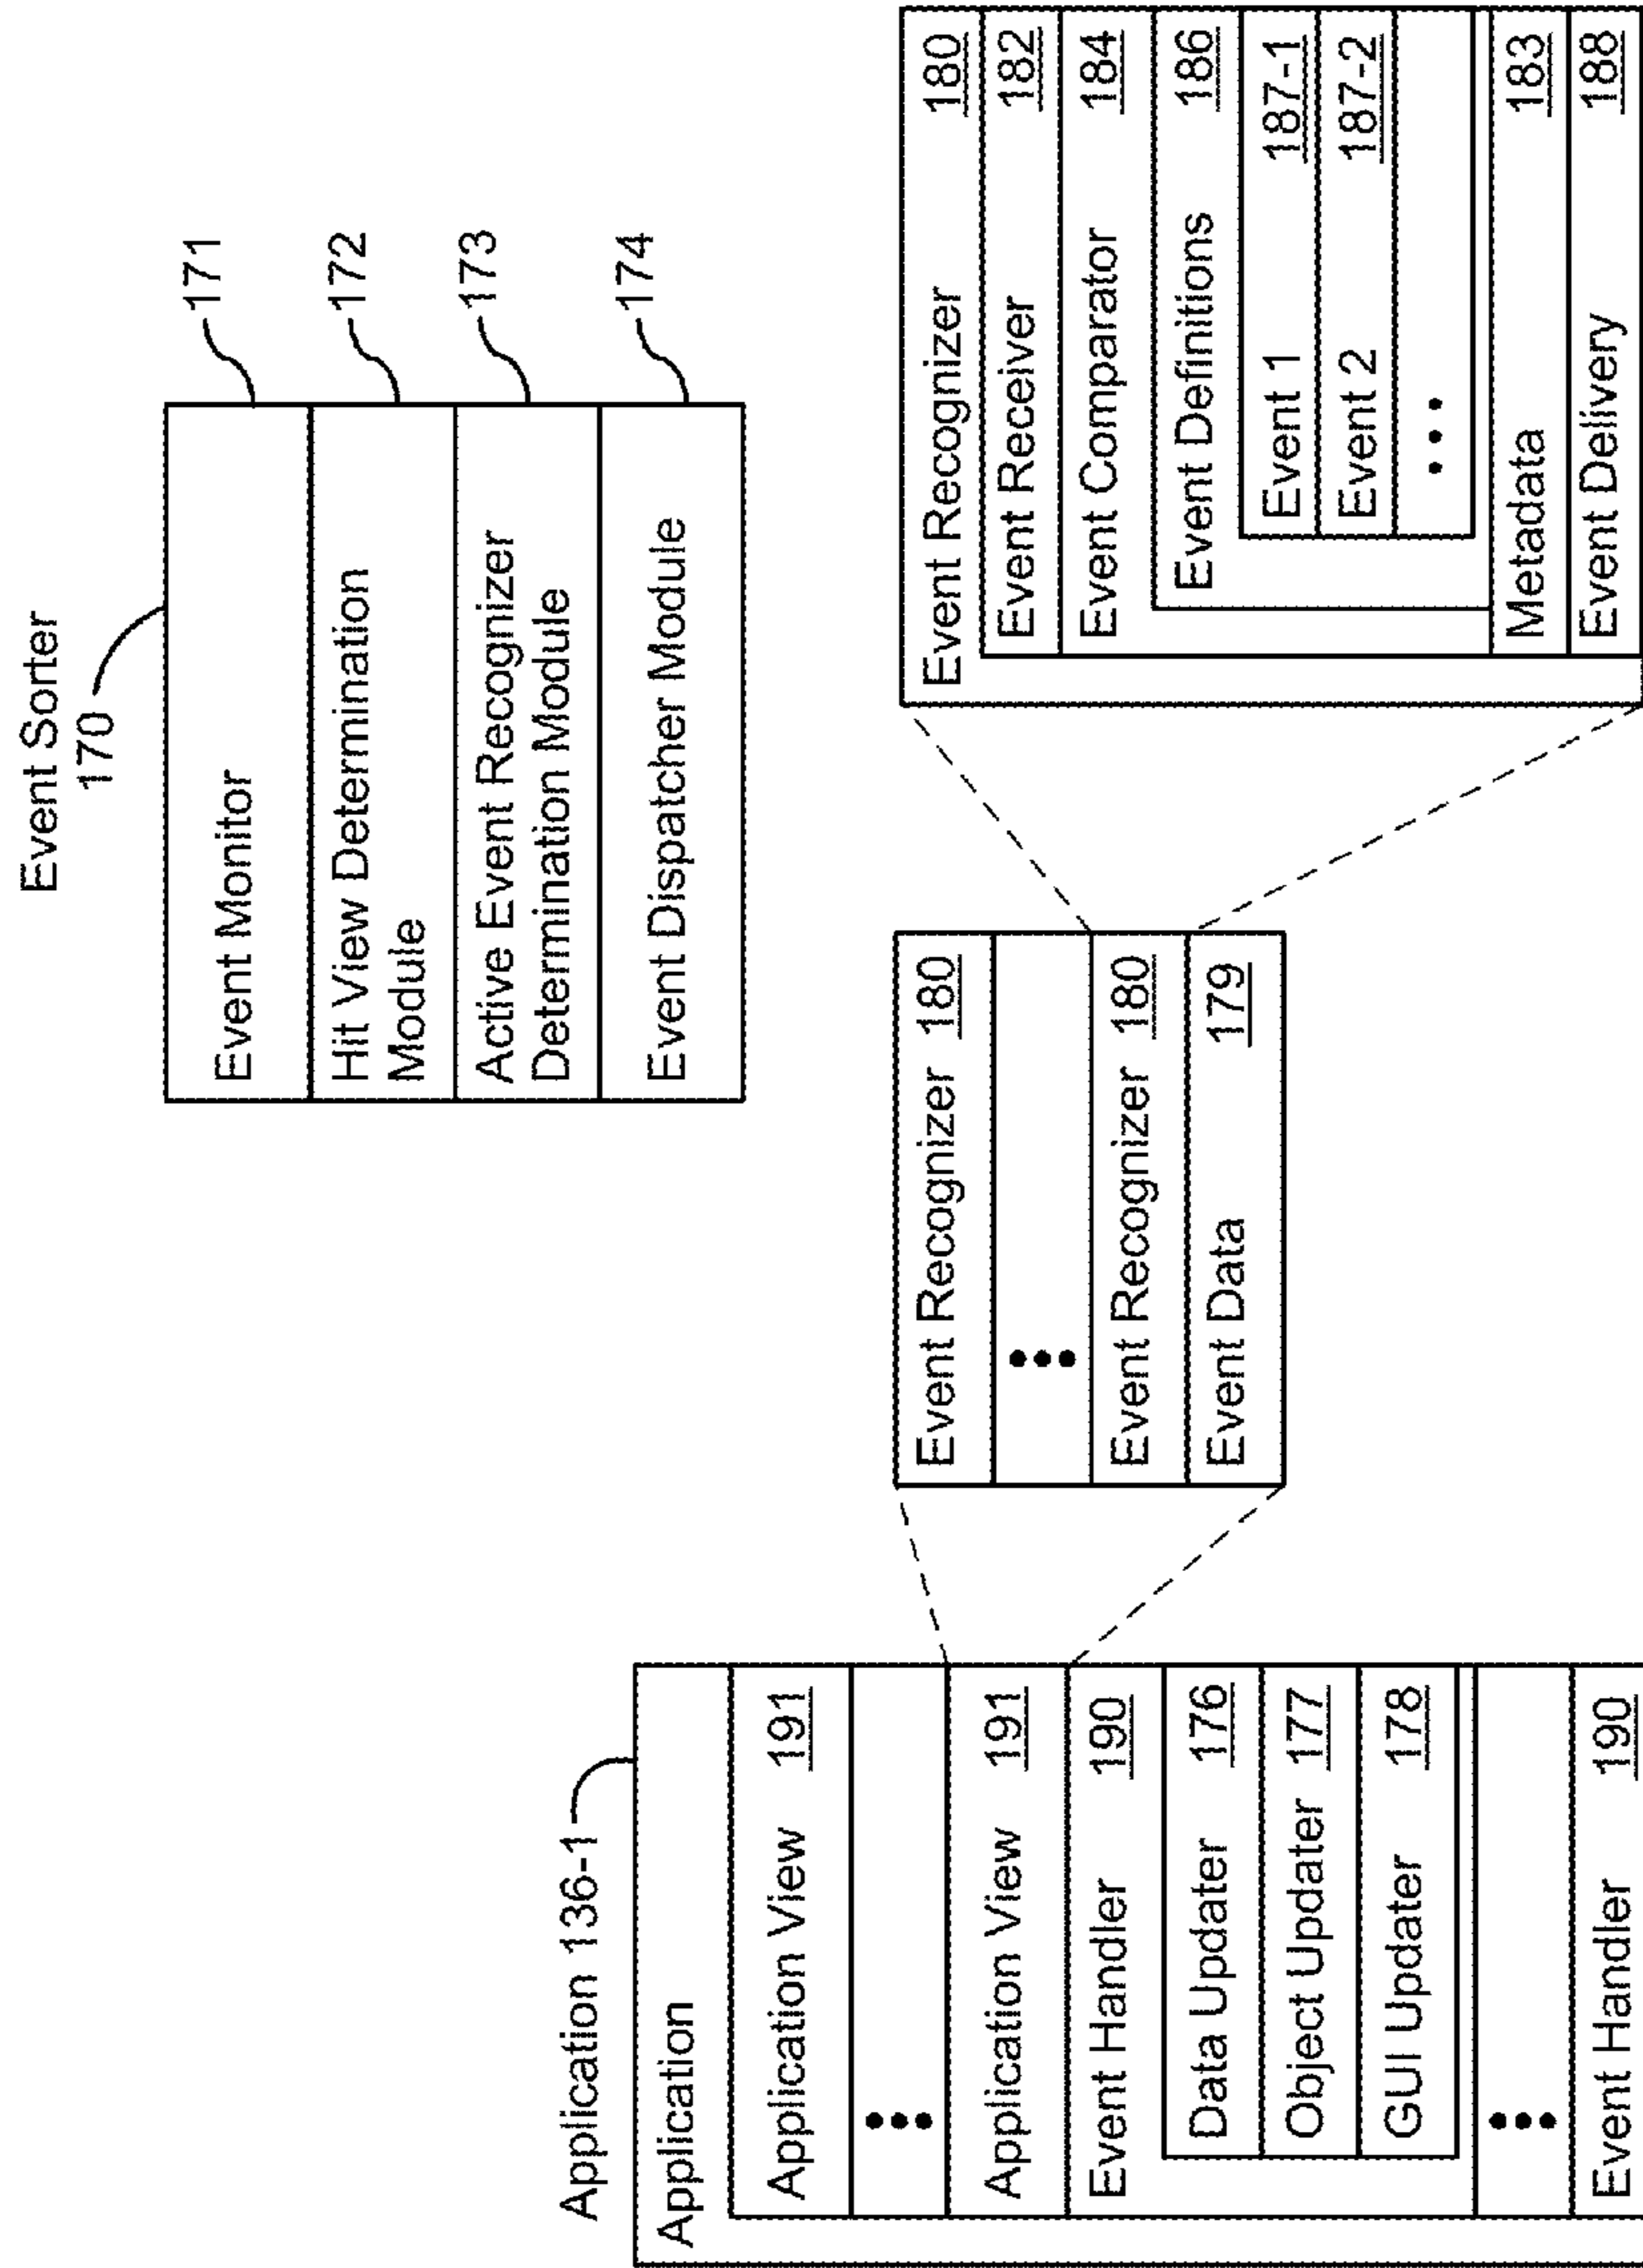 Event Sorter
170
Event Monitor
171
Hit View Determination
Module
172
Active Event Recognizer
Determination Module
173
Event Dispatcher Module
174
Application 136-1
Application
Application View 191
Application View 191
Event Handler 190
Data Updater 176
Object Updater 177
GUI Updater 178
Event Handler 190
Event Recognizer 180
Event Recognizer 180
Event Data 179
Event Recognizer 180
Event Receiver 182
Event Comparator 184
Event Definitions 186
Event 1 187-1
Event 2 187-2
Metadata 183
Event Delivery 188